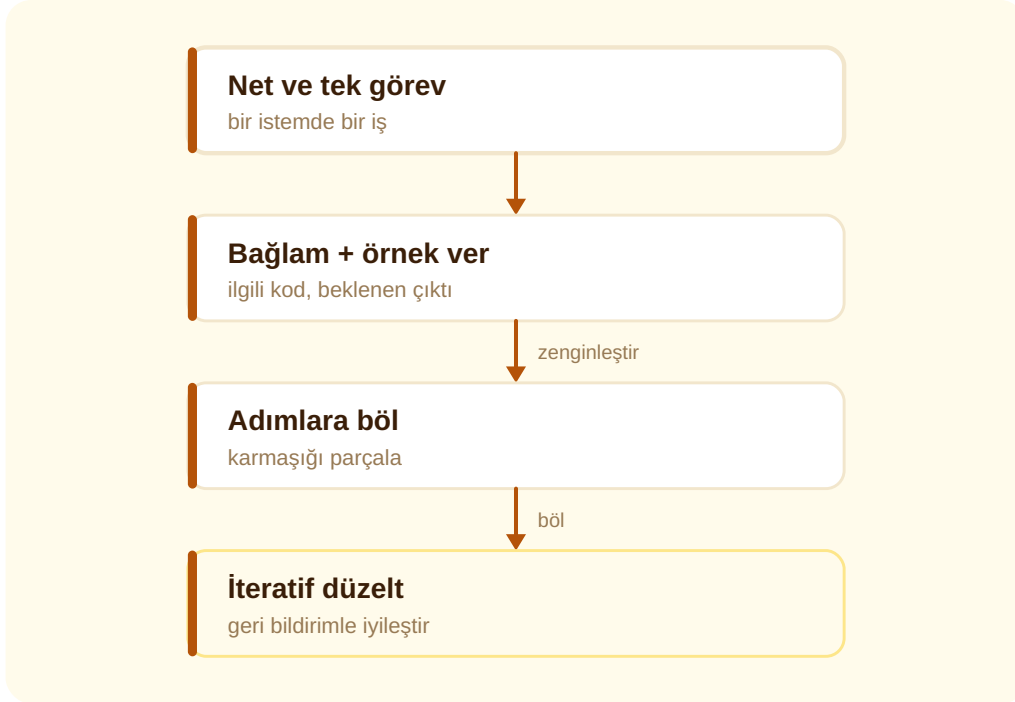 Net ve tek görev
bir istemde bir iş
Bağlam + örnek ver
ilgili kod, beklenen çıktı
zenginleştir
Adımlara böl
karmaşığı parçala
böl
İteratif düzelt
geri bildirimle iyileştir